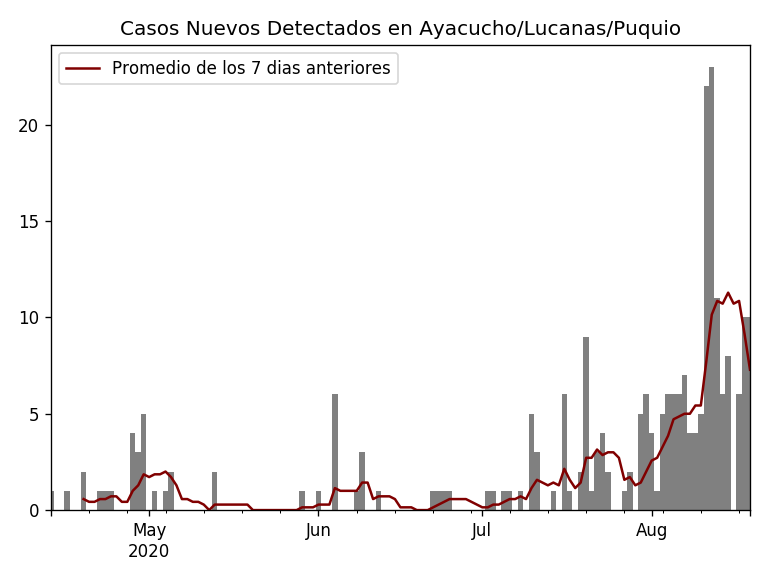 Casos Nuevos Detectados en Ayacucho/Lucanas/Puquio
Promedio de los 7 dias anteriores
20
15
10
5
0
May
2020
Jun
Jul
Aug